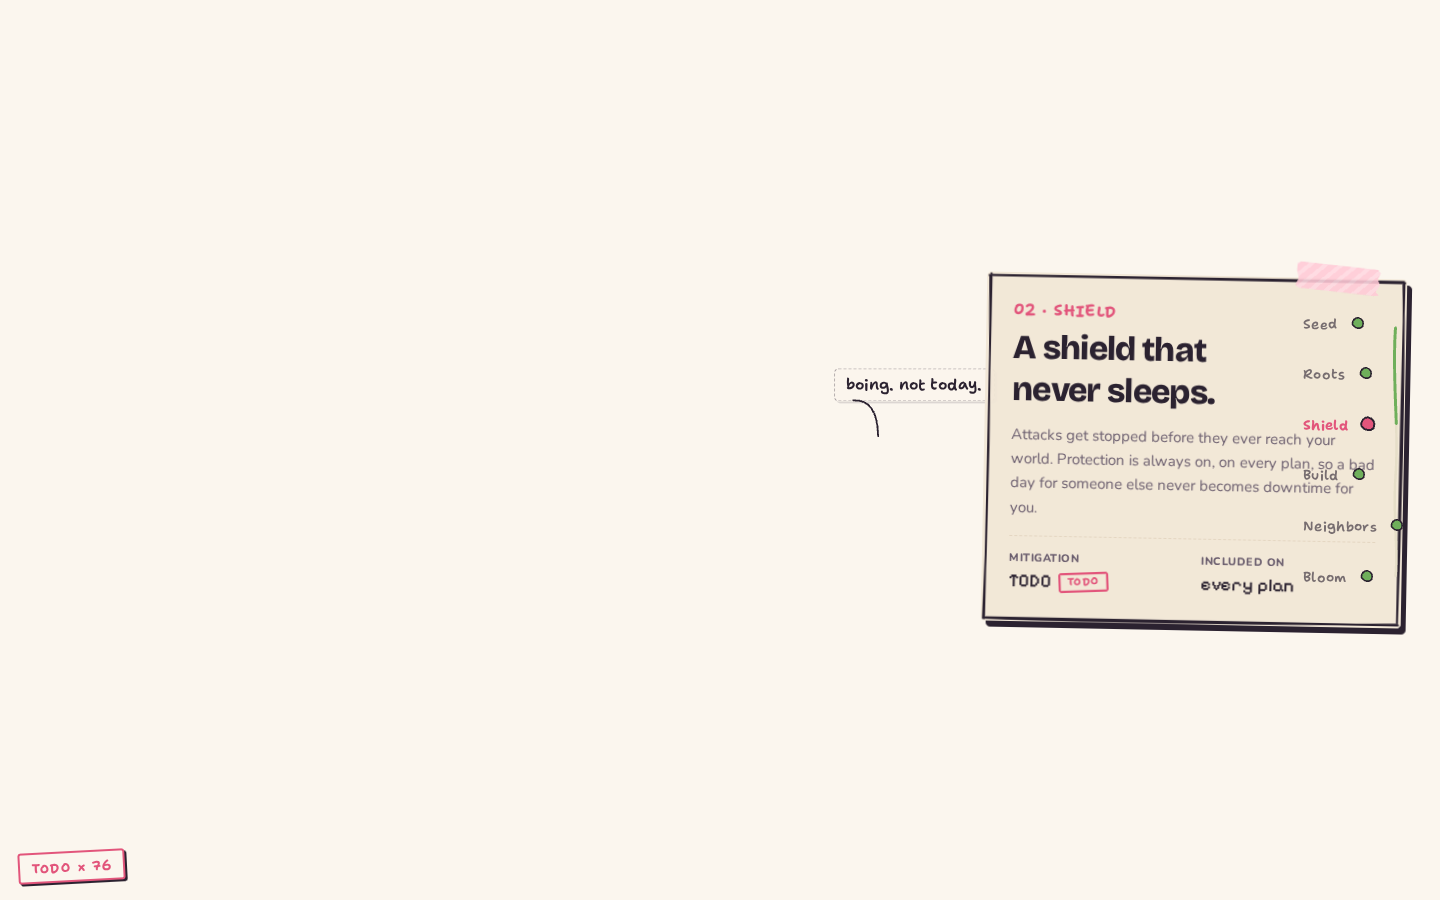 boing. not today.
02 · SHIELD
A shield that
never sleeps.
Attacks get stopped before they ever reach your
world. Protection is always on, on every plan, so a bad
day for someone else never becomes downtime for
you.
MITIGATION
TODO TODO
INCLUDED ON
every plan
Seed
Roots
Shield
Build
Neighbors
Bloom
TODO x 76